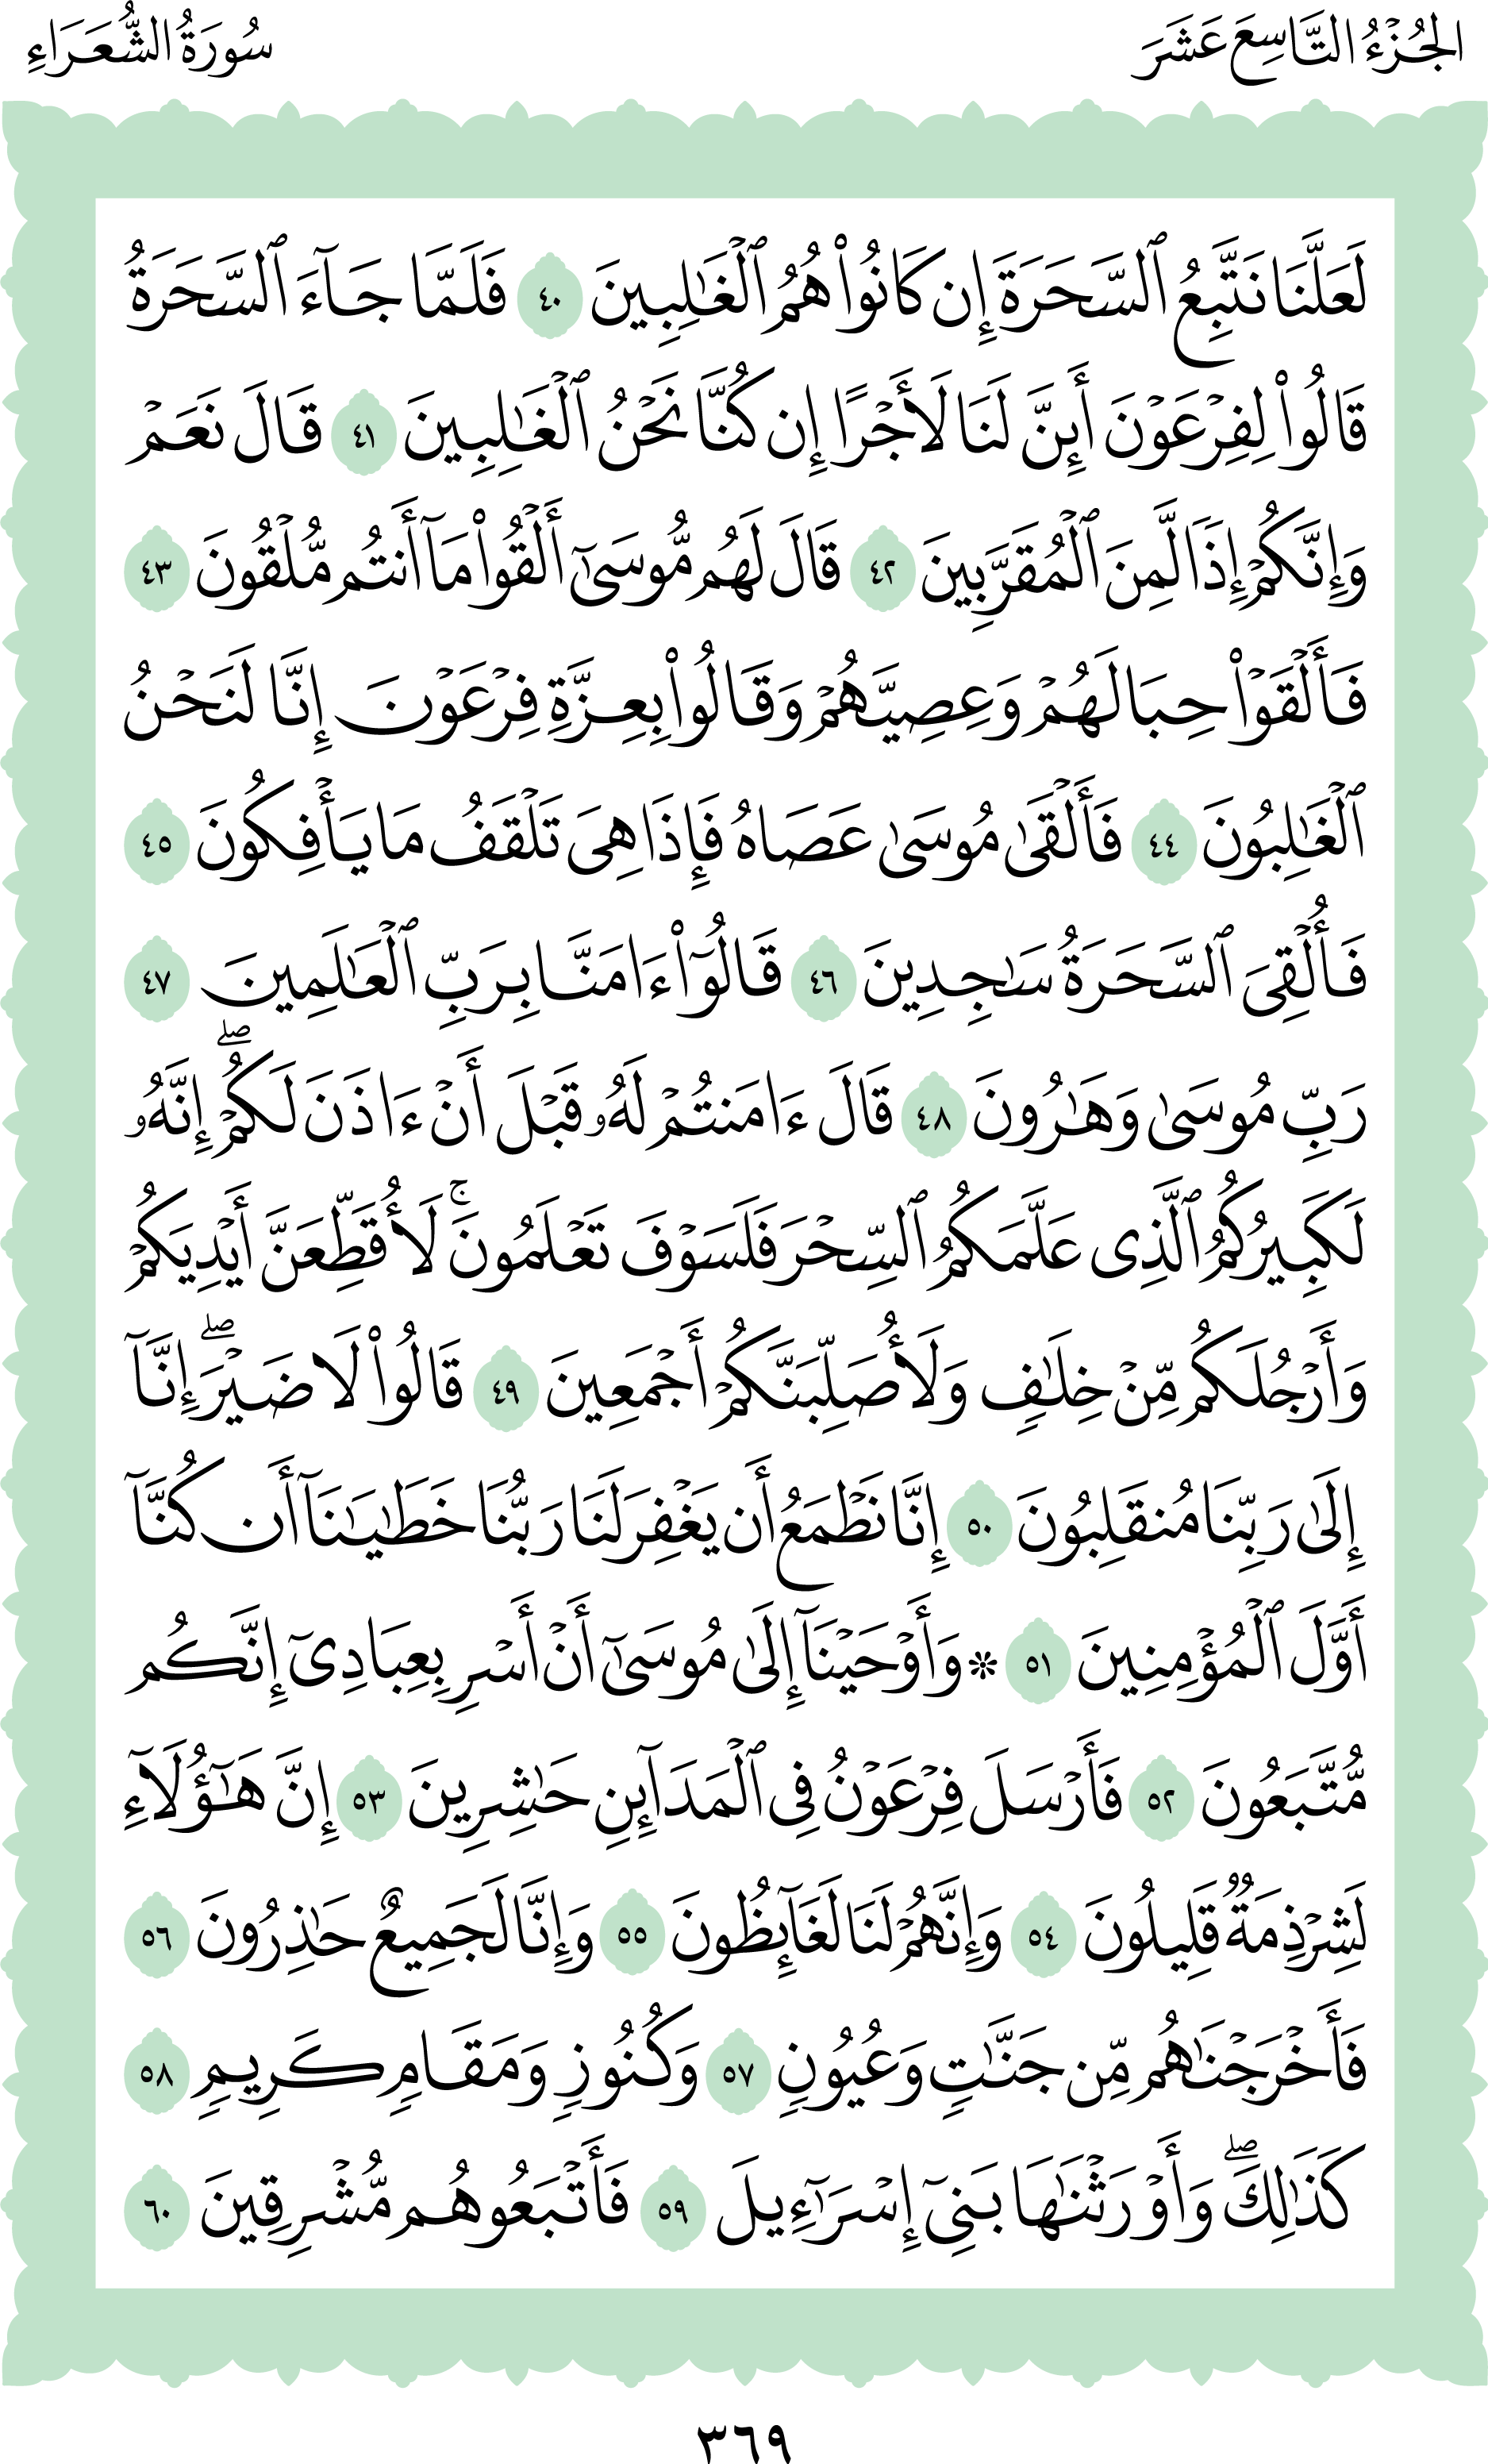 الجُزْءُ التَّاسِعَ عَشَرَ
سُورَةُ الشُّعَرَاءِ
لَعَلَّنَا نَتَّبِعُ ٱلسَّحَرَةَ إِن كَانُوا۟ هُمُ ٱلۡغَٰلِبِينَ ٤٠ فَلَمَّا جَآءَ ٱلسَّحَرَةُ
قَالُوا۟ لِفِرۡعَوۡنَ أَئِنَّ لَنَا لَأَجۡرًا إِن كُنَّا نَحۡنُ ٱلۡغَٰلِبِينَ ٤١ قَالَ نَعَمۡ
وَإِنَّكُمۡ إِذًا لَّمِنَ ٱلۡمُقَرَّبِينَ ٤٢ قَالَ لَهُم مُّوسَىٰٓ أَلۡقُوا۟ مَآ أَنتُم مُّلۡقُونَ ٤٣
فَأَلۡقَوۡا۟ حِبَالَهُمۡ وَعِصِيَّهُمۡ وَقَالُوا۟ بِعِزَّةِ فِرۡعَوۡنَ إِنَّا لَنَحۡنُ
ٱلۡغَٰلِبُونَ ٤٤ فَأَلۡقَىٰ مُوسَىٰ عَصَاهُ فَإِذَا هِىَ تَلۡقَفُ مَا يَأۡفِكُونَ ٤٥
فَأُلۡقِىَ ٱلسَّحَرَةُ سَٰجِدِينَ ٤٦ قَالُوٓا۟ ءَامَنَّا بِرَبِّ ٱلۡعَٰلَمِينَ ٤٧
رَبِّ مُوسَىٰ وَهَٰرُونَ ٤٨ قَالَ ءَامَنتُمۡ لَهُۥ قَبۡلَ أَنۡ ءَاذَنَ لَكُمۡۖ إِنَّهُۥ
لَكَبِيرُكُمُ ٱلَّذِى عَلَّمَكُمُ ٱلسِّحۡرَ فَلَسَوۡفَ تَعۡلَمُونَۚ لَأُقَطِّعَنَّ أَيۡدِيَكُمۡ
وَأَرۡجُلَكُم مِّنۡ خِلَٰفٍ وَلَأُصَلِّبَنَّكُمۡ أَجۡمَعِينَ ٤٩ قَالُوا۟ لَا ضَيۡرَۖ إِنَّآ
إِلَىٰ رَبِّنَا مُنقَلِبُونَ ٥٠ إِنَّا نَطۡمَعُ أَن يَغۡفِرَ لَنَا رَبُّنَا خَطَٰيَٰنَآ أَن كُنَّآ
أَوَّلَ ٱلۡمُؤۡمِنِينَ ٥١ ۞ وَأَوۡحَيۡنَآ إِلَىٰ مُوسَىٰٓ أَنۡ أَسۡرِ بِعِبَادِىٓ إِنَّكُم
مُّتَّبَعُونَ ٥٢ فَأَرۡسَلَ فِرۡعَوۡنُ فِى ٱلۡمَدَآئِنِ حَٰشِرِينَ ٥٣ إِنَّ هَٰٓؤُلَآءِ
لَشِرۡذِمَةٌ قَلِيلُونَ ٥٤ وَإِنَّهُمۡ لَنَا لَغَآئِظُونَ ٥٥ وَإِنَّا لَجَمِيعٌ حَٰذِرُونَ ٥٦
فَأَخۡرَجۡنَٰهُم مِّن جَنَّٰتٍ وَعُيُونٍ ٥٧ وَكُنُوزٍ وَمَقَامٍ كَرِيمٍ ٥٨
كَذَٰلِكَۖ وَأَوۡرَثۡنَٰهَا بَنِىٓ إِسۡرَٰٓءِيلَ ٥٩ فَأَتۡبَعُوهُم مُّشۡرِقِينَ ٦٠
٣٦٩